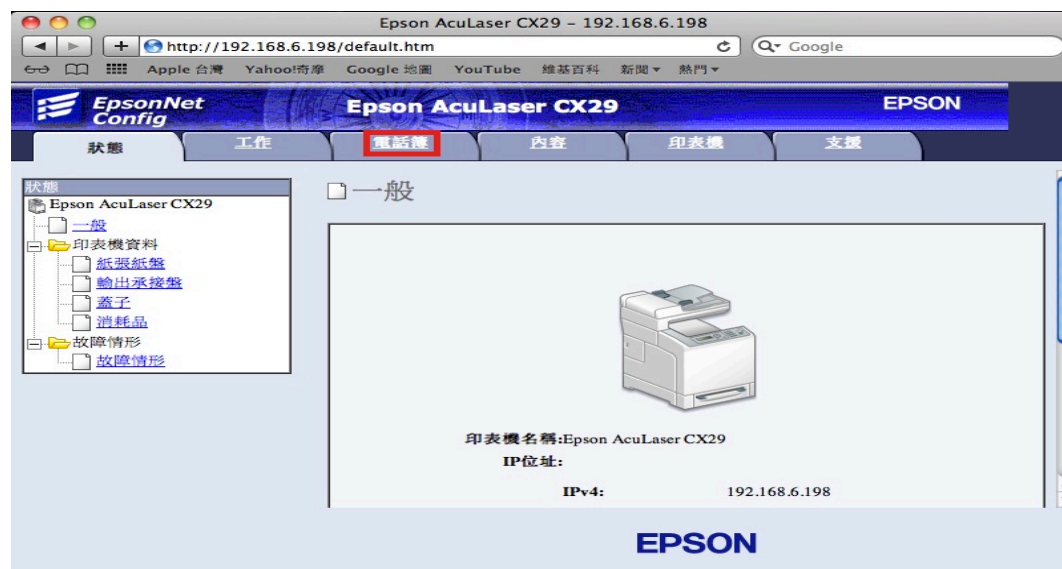 Epson AcuLaser CX29 – 192.168.6.198
http://192.168.6.198/default.htm
Google
Apple 台灣 Yahoo!奇摩 Google 地圖 YouTube 維基百科 新聞 熱門
EpsonNet
Config
Epson AcuLaser CX29
EPSON
狀態 工作 電話簿 內容 印表機 支援
狀態
Epson AcuLaser CX29
一般
印表機資料
紙張紙盤
輸出承接盤
蓋子
消耗品
故障情形
故障情形
一般
印表機名稱:Epson AcuLaser CX29
IP位址:
IPv4: 192.168.6.198
EPSON